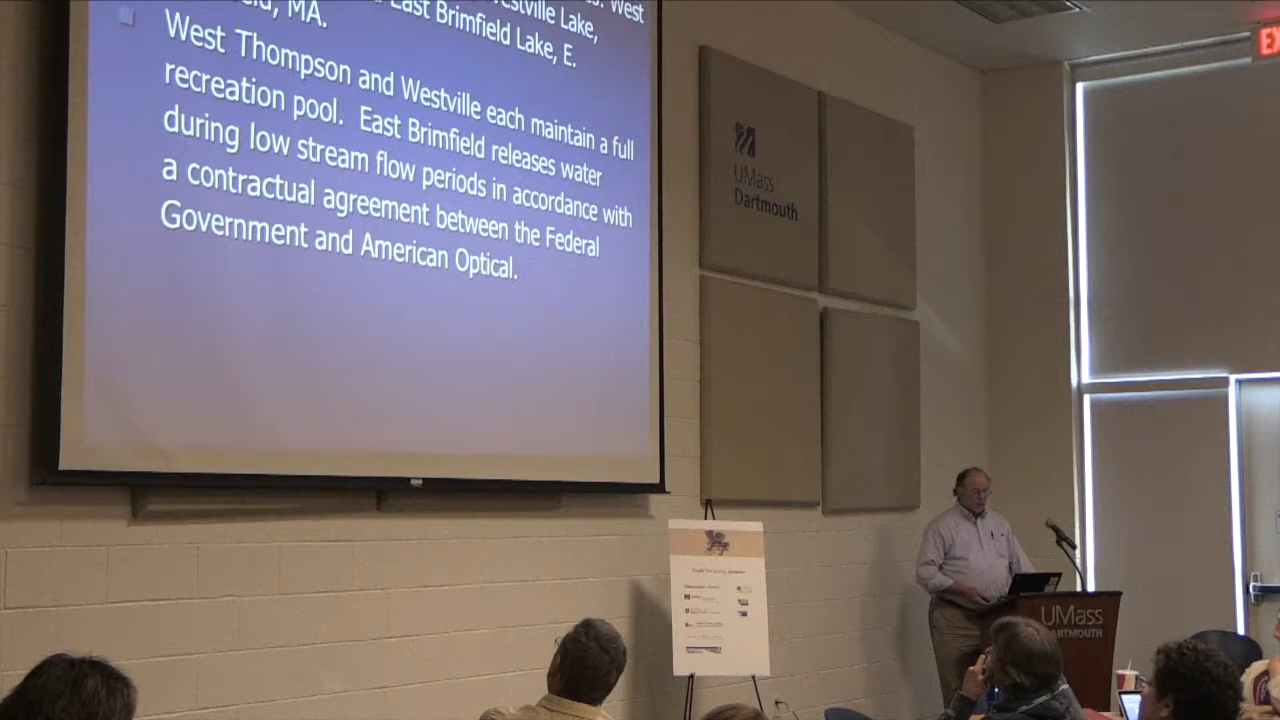 West
Westville Lake,
MA.
East Brimfield Lake, E.
West Thompson and Westville each maintain a full
recreation pool. East Brimfield releases water
during low stream flow periods in accordance with
a contractual agreement between the Federal
Government and American Optical.
UMass
Dartmouth
EX
UMass
DARTMOUTH